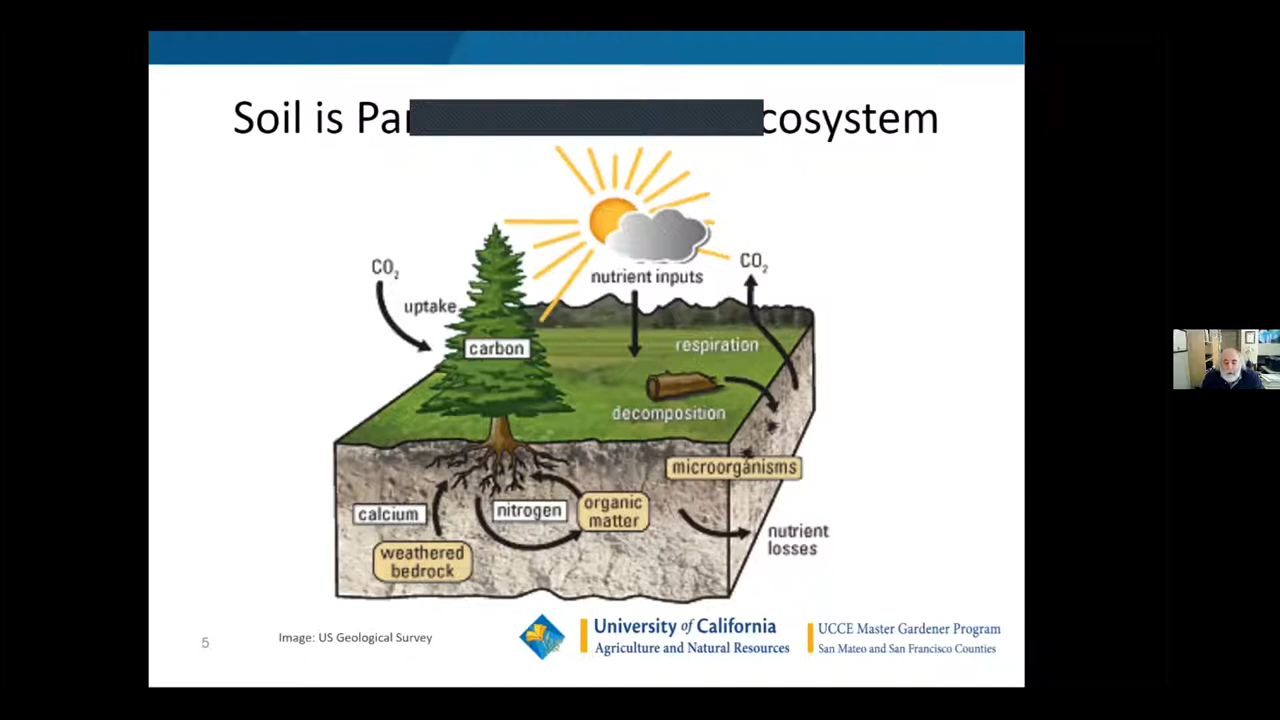 Soil is Par cosystem
CO₂
uptake
carbon
nutrient inputs
CO₂
respiration
decomposition
microorganisms
calcium
nitrogen
organic
matter
weathered
bedrock
nutrient
losses
5
Image: US Geological Survey
University of California
Agriculture and Natural Resources
UCCE Master Gardener Program
San Mateo and San Francisco Counties